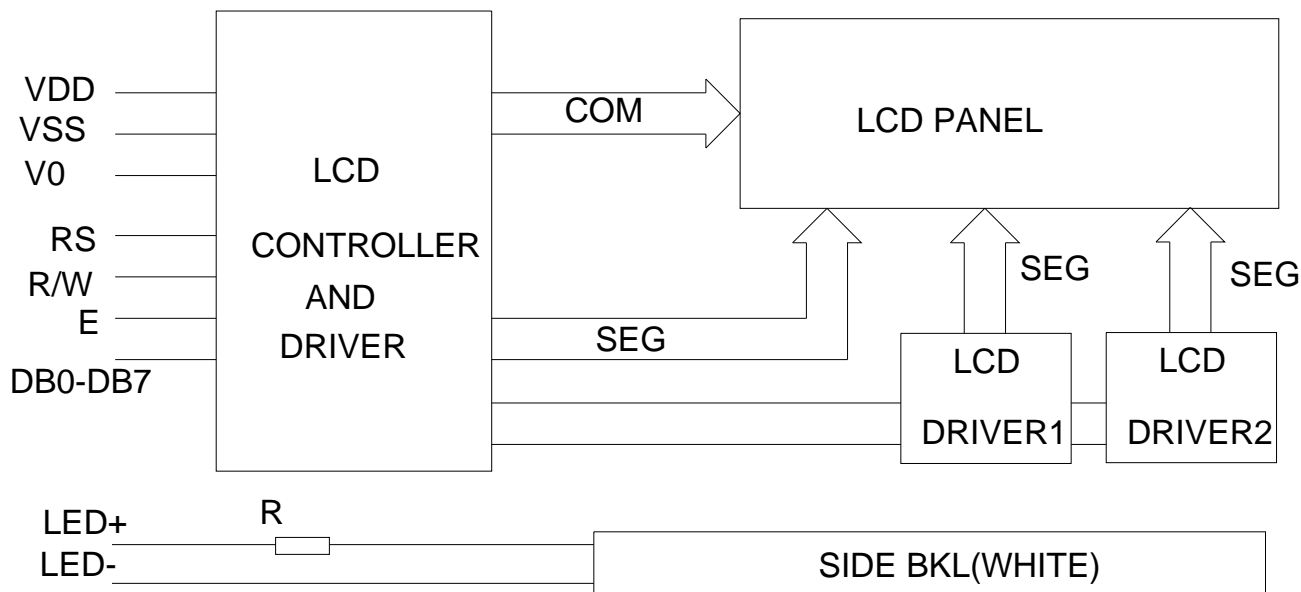 VDD
VSS
V0
RS
R/W
E
DB0-DB7
LCD
CONTROLLER
AND
DRIVER
COM
SEG
LCD PANEL
SEG
SEG
LCD
DRIVER1
LCD
DRIVER2
LED+
LED-
R
SIDE BKL(WHITE)